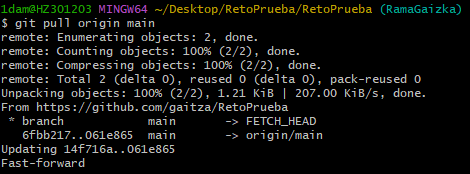 1dam@HZ301203 MINGW64 ~/Desktop/RetoPrueba/RetoPrueba (RamaGaizka)
$ git pull origin main
remote: Enumerating objects: 2, done.
remote: Counting objects: 100% (2/2), done.
remote: Compressing objects: 100% (2/2), done.
remote: Total 2 (delta 0), reused 0 (delta 0), pack-reused 0
Unpacking objects: 100% (2/2), 1.21 KiB | 207.00 KiB/s, done.
From https://github.com/gaitza/RetoPrueba
 * branch            main       -> FETCH_HEAD
   6fbb217..061e865  main       -> origin/main
Updating 14f716a..061e865
Fast-forward